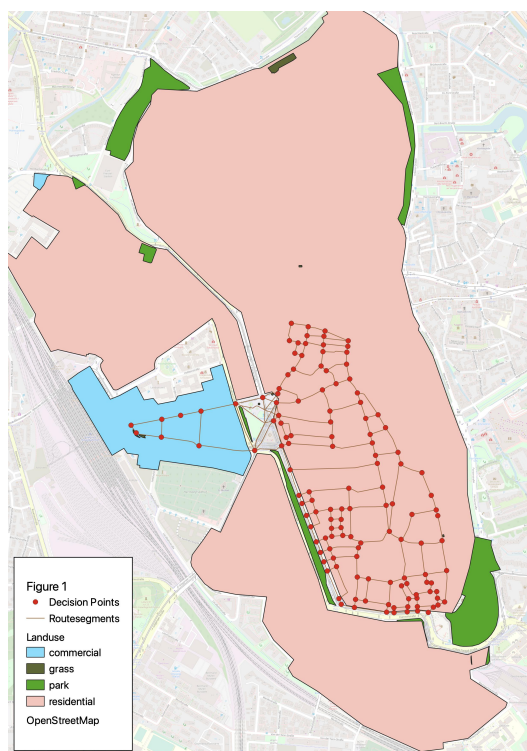 Figure 1
Decision Points
Routesegments
Landuse
commercial
grass
park
residential
OpenStreetMap